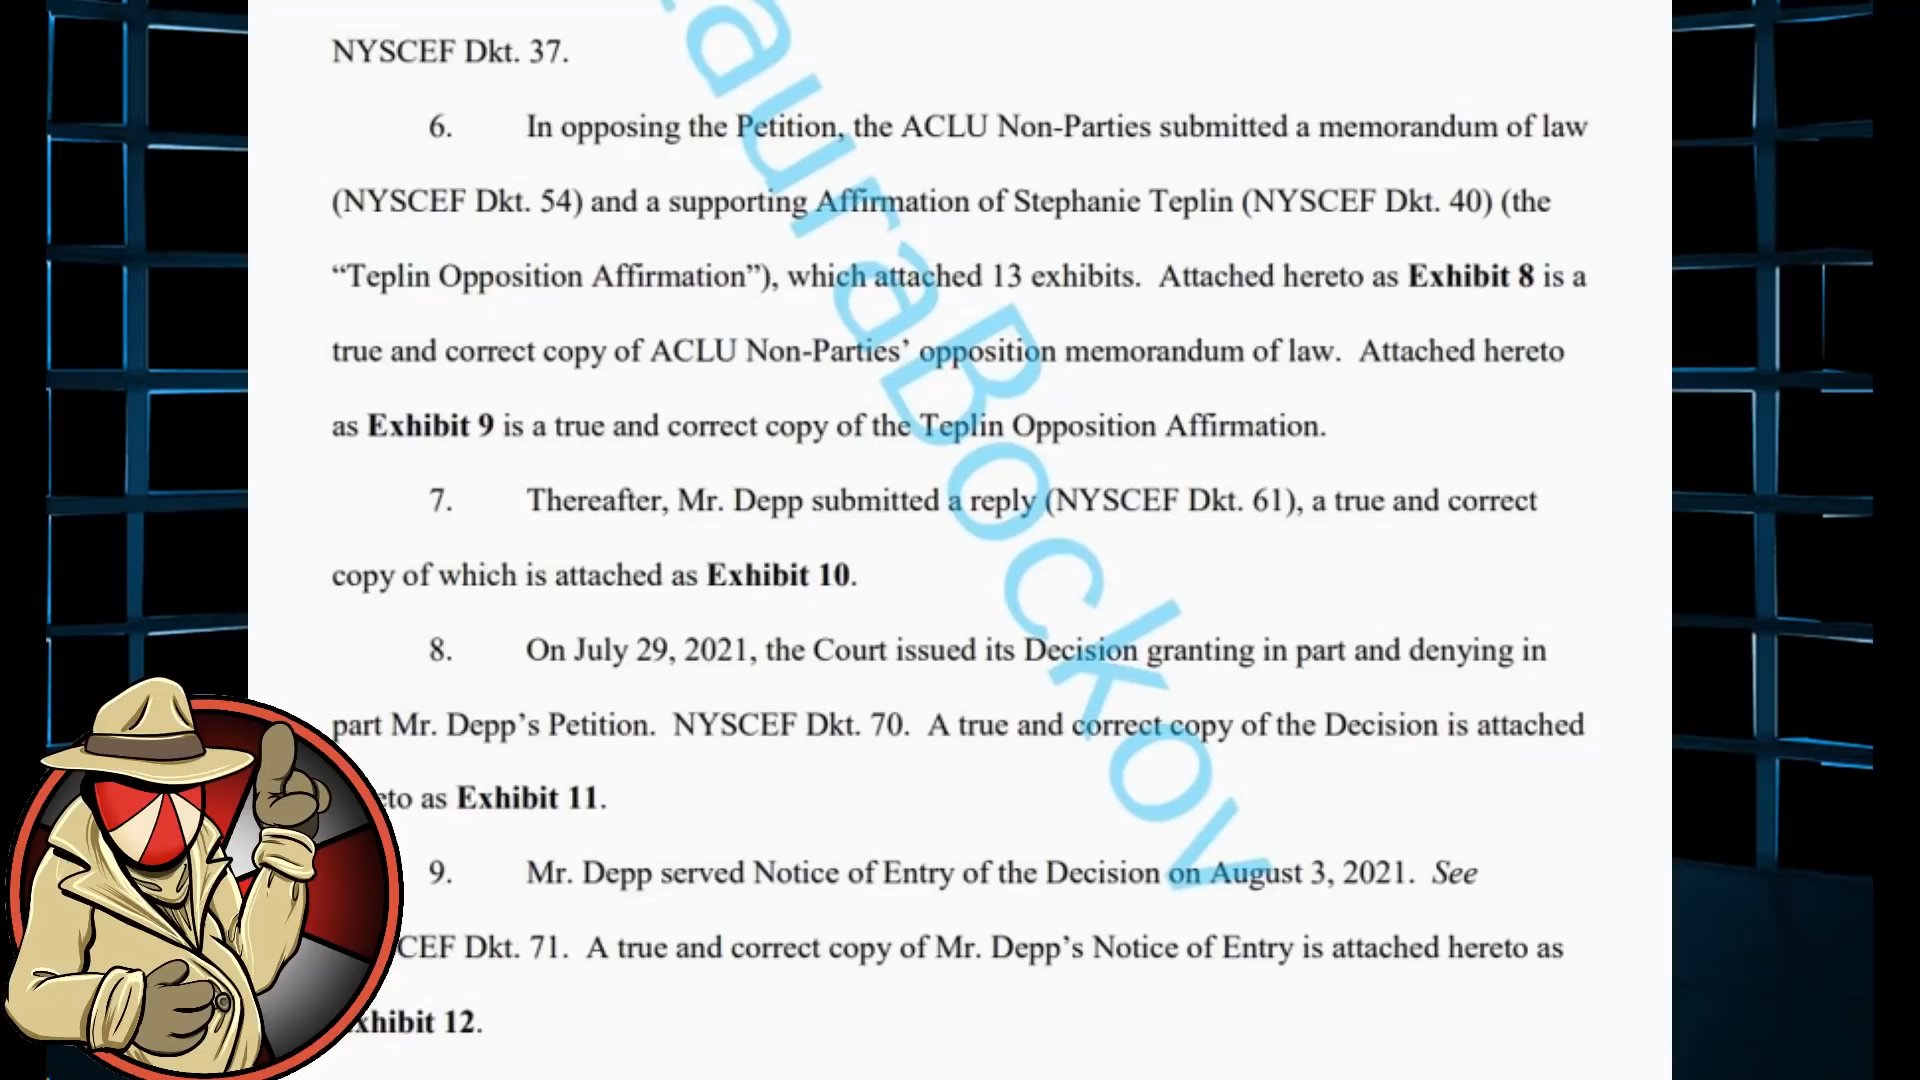 NYSCEF Dkt. 37.
6. In opposing the Petition, the ACLU Non-Parties submitted a memorandum of law
(NYSCEF Dkt. 54) and a supporting Affirmation of Stephanie Teplin (NYSCEF Dkt. 40) (the
“Teplin Opposition Affirmation”), which attached 13 exhibits. Attached hereto as Exhibit 8 is a
true and correct copy of ACLU Non-Parties’ opposition memorandum of law. Attached hereto
as Exhibit 9 is a true and correct copy of the Teplin Opposition Affirmation.
7. Thereafter, Mr. Depp submitted a reply (NYSCEF Dkt. 61), a true and correct
copy of which is attached as Exhibit 10.
8. On July 29, 2021, the Court issued its Decision granting in part and denying in
part Mr. Depp’s Petition. NYSCEF Dkt. 70. A true and correct copy of the Decision is attached
eto as Exhibit 11.
9. Mr. Depp served Notice of Entry of the Decision on August 3, 2021. See
CEF Dkt. 71. A true and correct copy of Mr. Depp’s Notice of Entry is attached hereto as
xhibit 12.
auraBockov